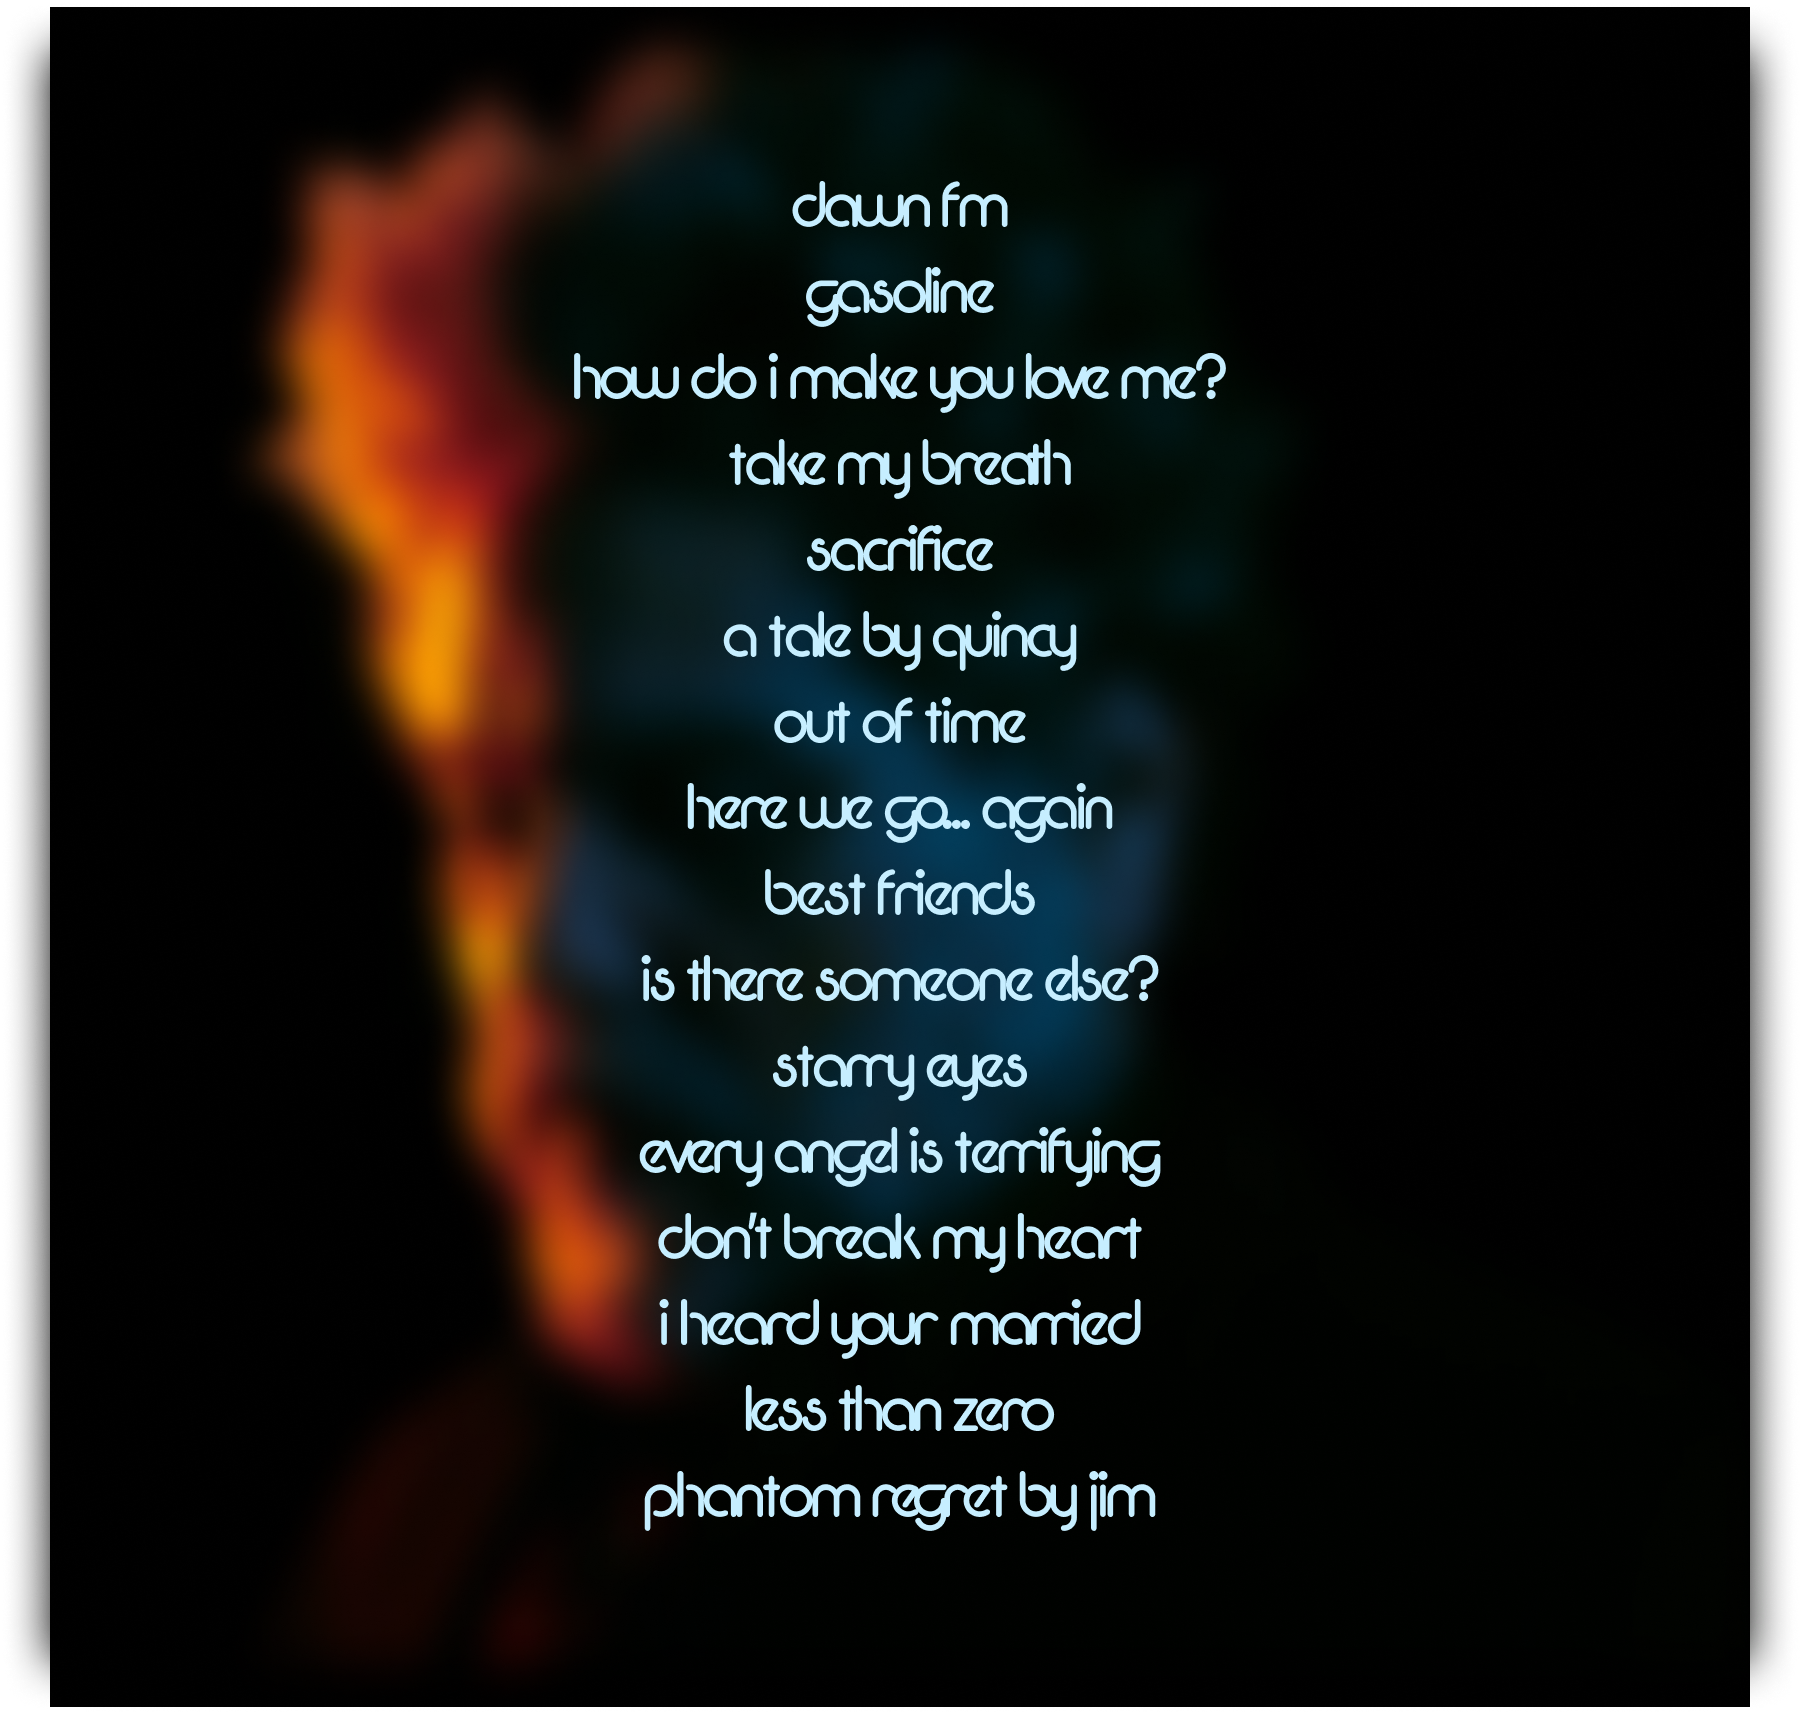 dawn fm
gasoline
how do i make you love me?
take my breath
sacrifice
a tale by quincy
out of time
here we go... again
best friends
is there someone else?
starry eyes
every angel is terrifying
don't break my heart
i heard your married
less than zero
phantom regret by jim